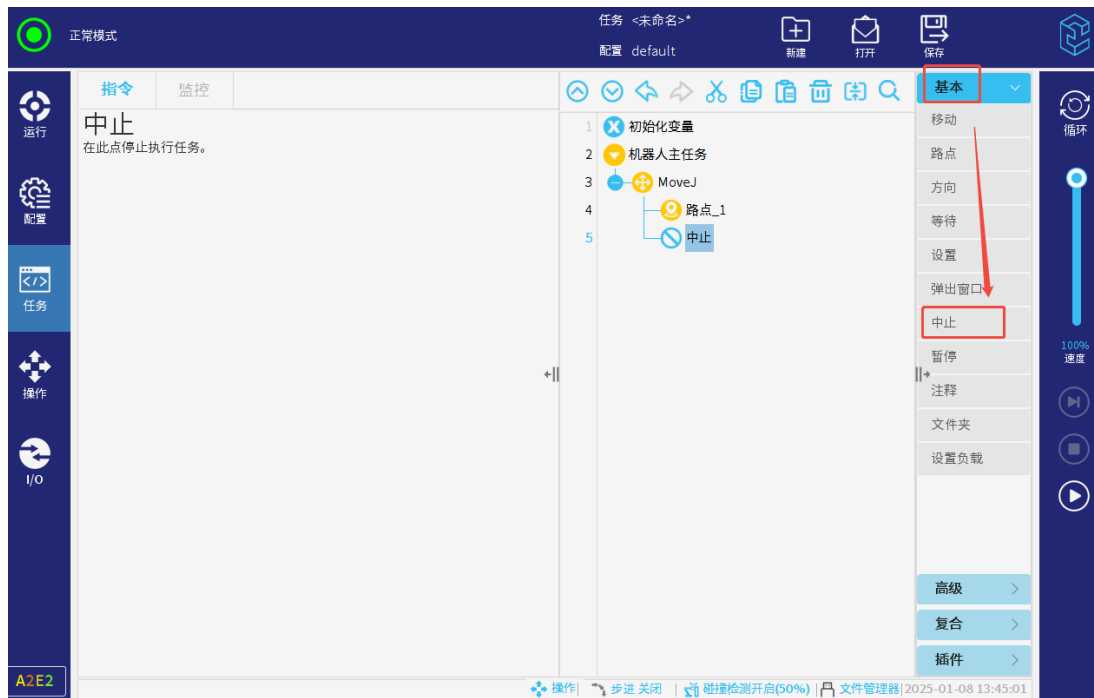 正常模式
任务 <未命名>*
配置 default
新建
打开
保存
运行
配置
任务
操作
I/O
A2E2
指令
监控
中止
在此点停止执行任务。
1 初始化变量
2 机器人主任务
3 MoveJ
4 路点_1
5 中止
基本
移动
路点
方向
等待
设置
弹出窗口
中止
暂停
注释
文件夹
设置负载
高级
复合
插件
循环
100%
速度
操作| 步进 关闭 | 碰撞检测开启(50%) | 文件管理器| 2025-01-08 13:45:01